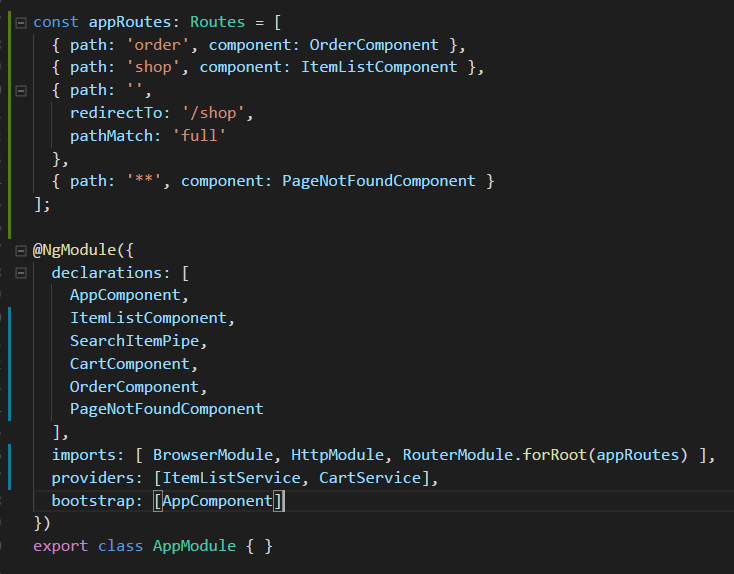 const appRoutes: Routes = [
  { path: 'order', component: OrderComponent },
  { path: 'shop', component: ItemListComponent },
  { path: '',
    redirectTo: '/shop',
    pathMatch: 'full'
  },
  { path: '**', component: PageNotFoundComponent }
];
@NgModule({
  declarations: [
    AppComponent,
    ItemListComponent,
    SearchItemPipe,
    CartComponent,
    OrderComponent,
    PageNotFoundComponent
  ],
  imports: [ BrowserModule, HttpModule, RouterModule.forRoot(appRoutes) ],
  providers: [ItemListService, CartService],
  bootstrap: [AppComponent]
})
export class AppModule { }